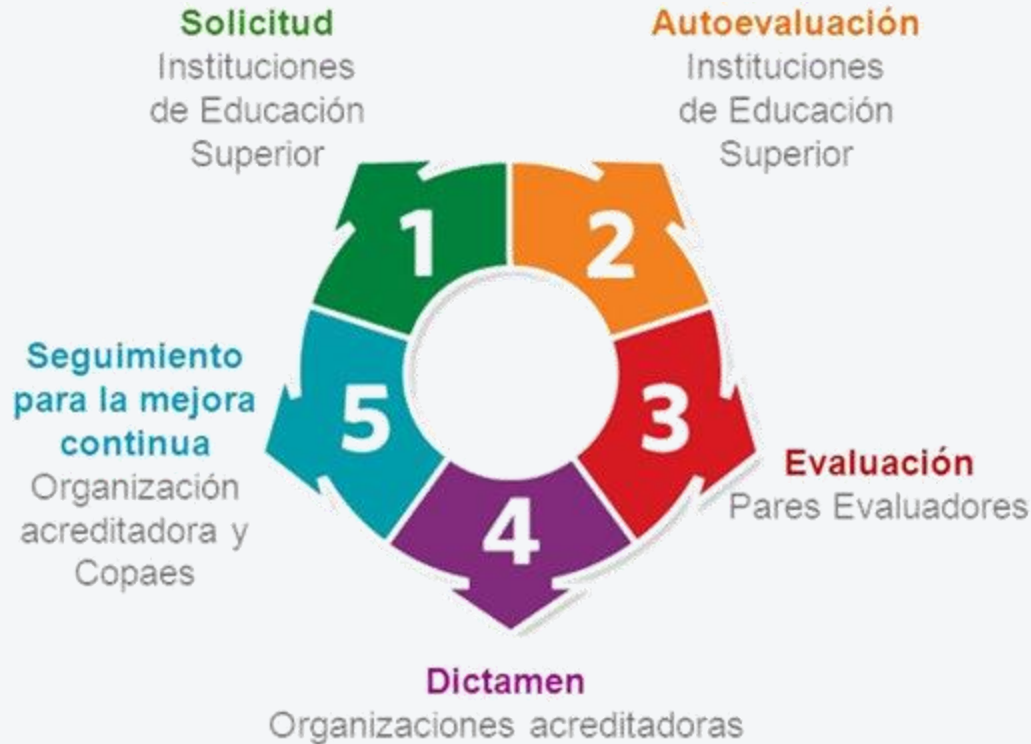 Solicitud
Instituciones
de Educación
Superior
1
Autoevaluación
Instituciones
de Educación
Superior
2
3
Evaluación
Pares Evaluadores
4
Dictamen
Organizaciones acreditadoras
5
Seguimiento
para la mejora
continua
Organización
acreditadora y
Copaes